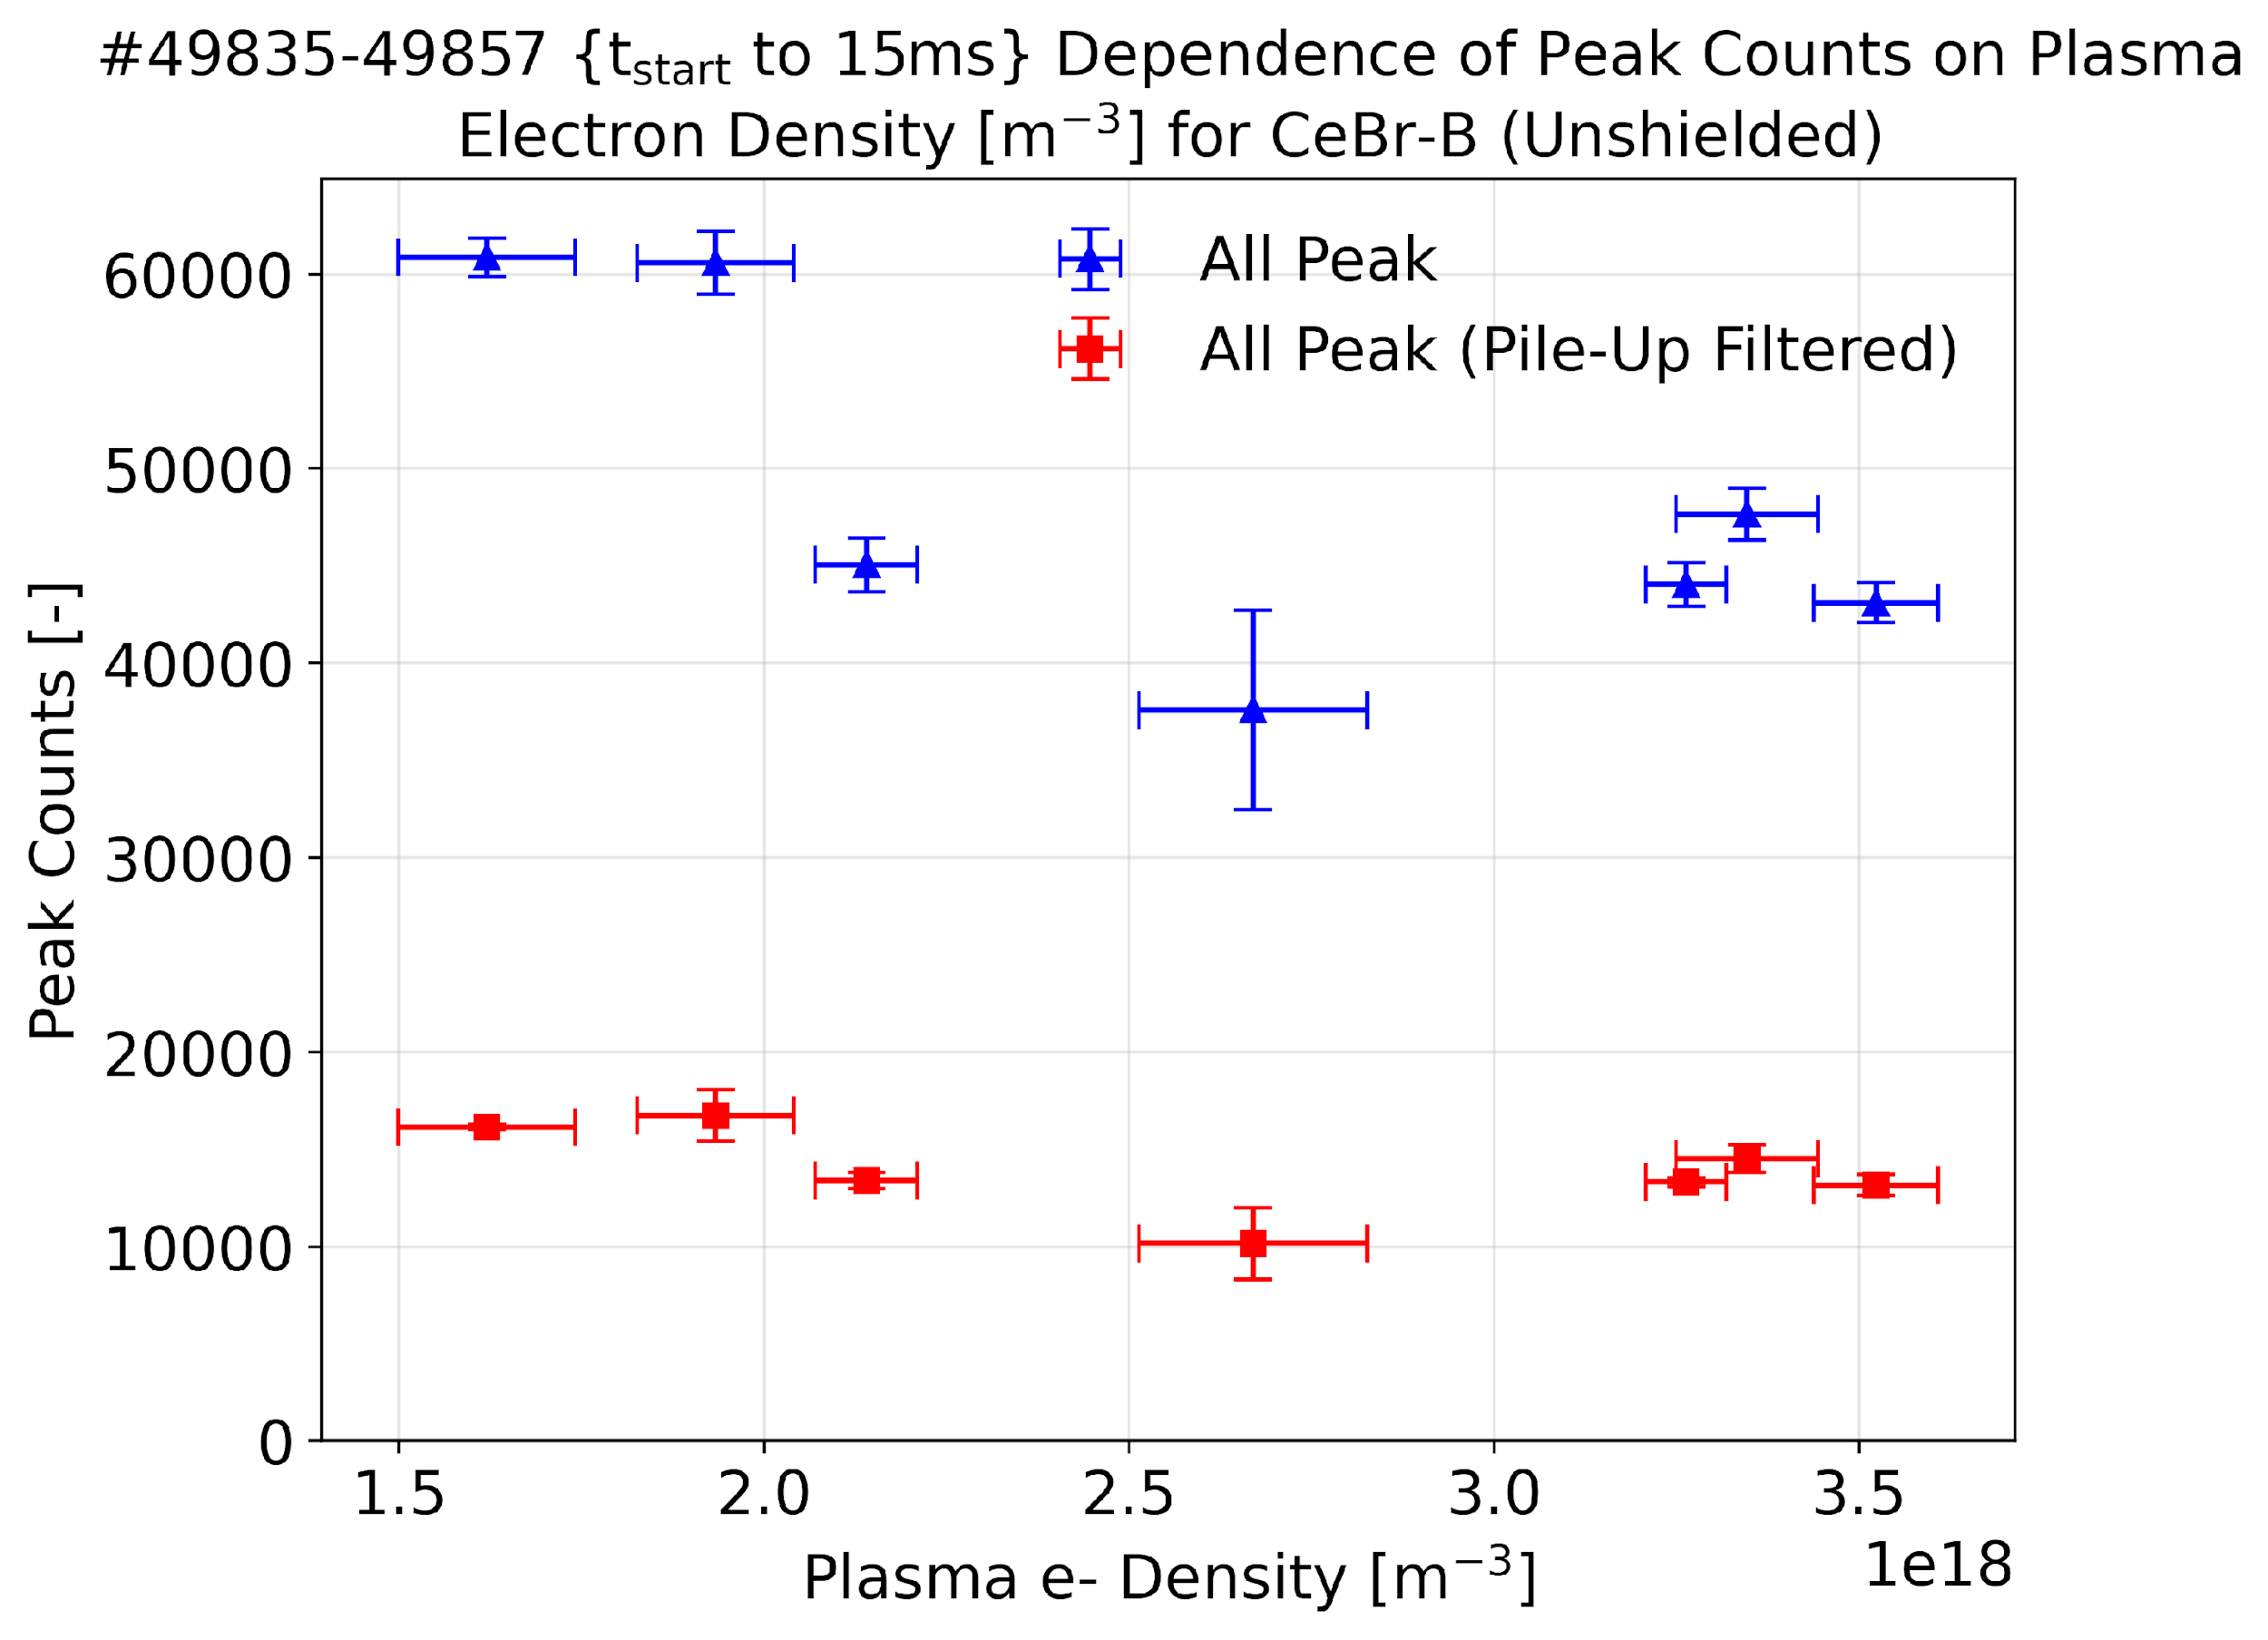 #49835-49857 {t_start to 15ms} Dependence of Peak Counts on Plasma
Electron Density [m⁻³] for CeBr-B (Unshielded)
All Peak
All Peak (Pile-Up Filtered)
Peak Counts [-]
60000
50000
40000
30000
20000
10000
0
1.5 2.0 2.5 3.0 3.5
1e18
Plasma e- Density [m⁻³]